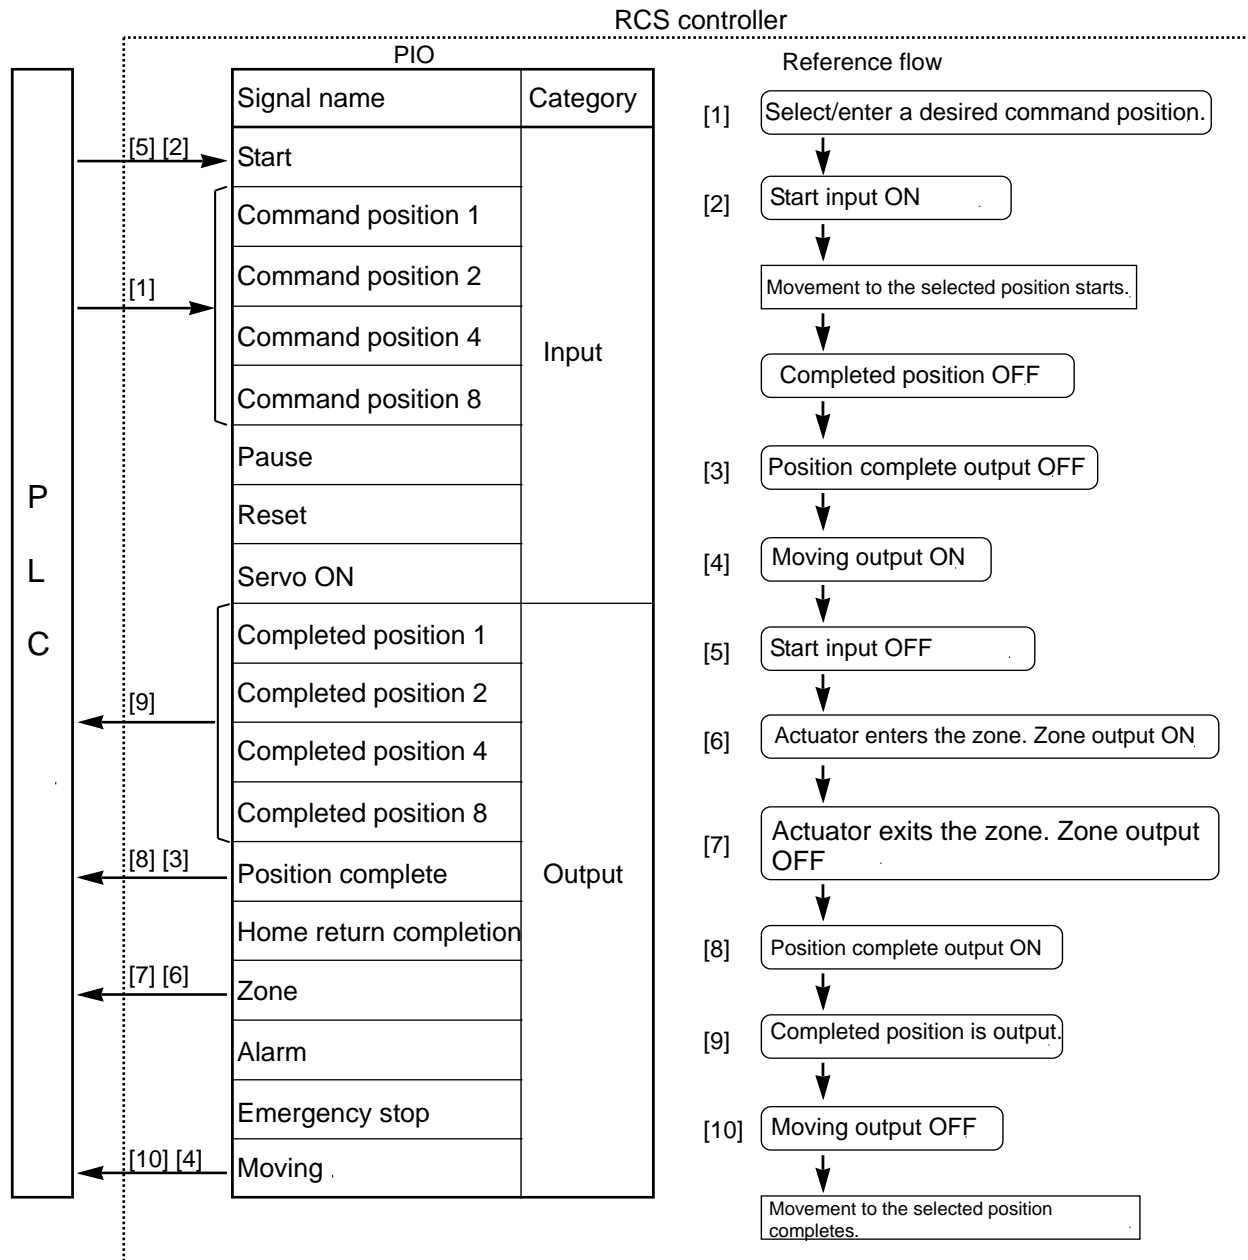 RCS controller
PIO
Signal name
Category
[5] [2]
Start
Command position 1
[1]
Command position 2
Command position 4
Command position 8
Input
Pause
Reset
Servo ON
P
L
C
Completed position 1
[9]
Completed position 2
Completed position 4
Completed position 8
[8] [3]
Position complete
Output
Home return completion
[7] [6]
Zone
Alarm
Emergency stop
[10] [4]
Moving
Reference flow
[1]
Select/enter a desired command position.
[2]
Start input ON
Movement to the selected position starts.
Completed position OFF
[3]
Position complete output OFF
[4]
Moving output ON
[5]
Start input OFF
[6]
Actuator enters the zone. Zone output ON
[7]
Actuator exits the zone. Zone output
OFF
[8]
Position complete output ON
[9]
Completed position is output.
[10]
Moving output OFF
Movement to the selected position
completes.